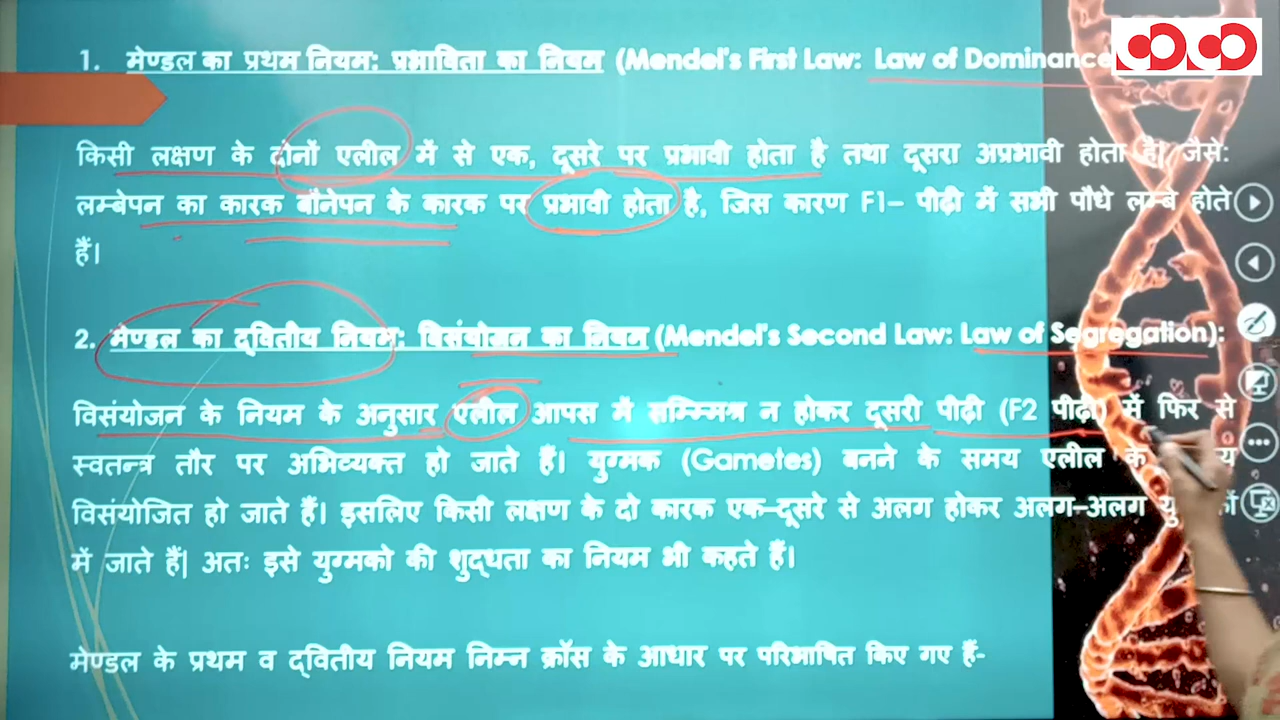 1. मेण्डल का प्रथम नियम: प्रभाविता का नियम (Mendel's First Law: Law of Dominance
किसी लक्षण के दोनों एलील में से एक, दूसरे पर प्रभावी होता है तथा दूसरा अप्रभावी होता है| जैसे:
लम्बेपन का कारक बौनेपन के कारक पर प्रभावी होता है, जिस कारण F1– पीढ़ी में सभी पौधे लम्बे होते
हैं।
2. मेण्डल का द्वितीय नियम: विसंयोजन का नियम (Mendel's Second Law: Law of Segregation):
विसंयोजन के नियम के अनुसार एलील आपस में सम्मिश्र न होकर दूसरी पीढ़ी (F2 पीढ़ी) में फिर से
स्वतन्त्र तौर पर अभिव्यक्त हो जाते हैं। युग्मक (Gametes) बनने के समय एलील के
विसंयोजित हो जाते हैं। इसलिए किसी लक्षण के दो कारक एक–दूसरे से अलग होकर अलग–अलग
में जाते हैं| अतः इसे युग्मको की शुद्धता का नियम भी कहते हैं।
मेण्डल के प्रथम व द्वितीय नियम निम्न क्रॉस के आधार पर परिभाषित किए गए हैं-